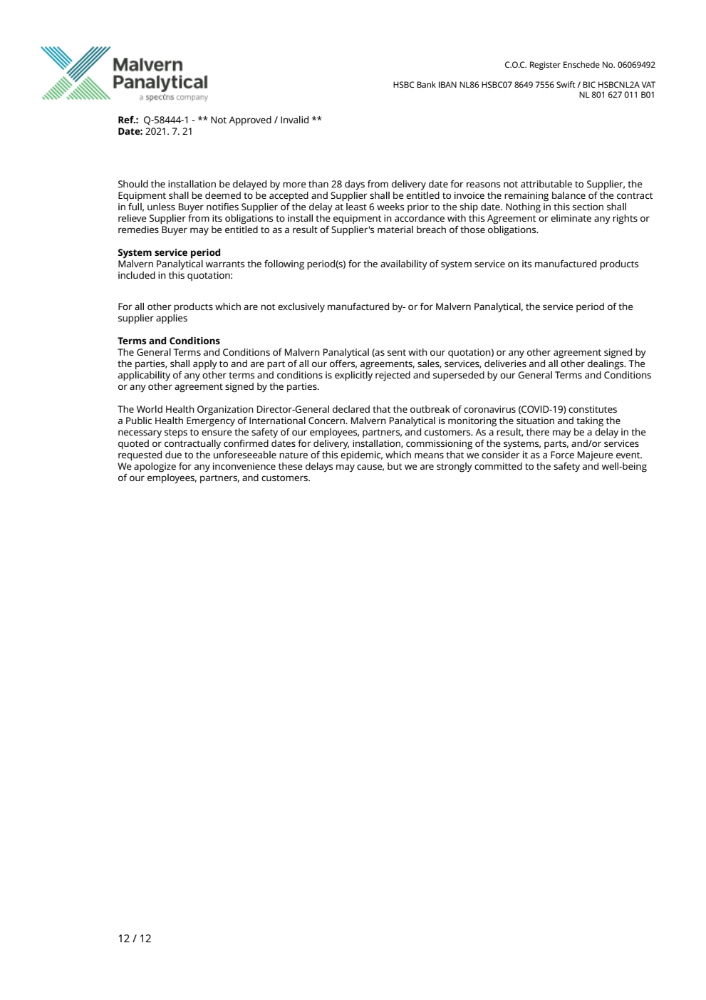 Malvern
Panalytical
a spectris company
C.O.C. Register Enschede No. 06069492
HSBC Bank IBAN NL86 HSBC07 8649 7556 Swift / BIC HSBCNL2A VAT
NL 801 627 011 B01
Ref.: Q-58444-1 - ** Not Approved / Invalid **
Date: 2021. 7. 21
Should the installation be delayed by more than 28 days from delivery date for reasons not attributable to Supplier, the
Equipment shall be deemed to be accepted and Supplier shall be entitled to invoice the remaining balance of the contract
in full, unless Buyer notifies Supplier of the delay at least 6 weeks prior to the ship date. Nothing in this section shall
relieve Supplier from its obligations to install the equipment in accordance with this Agreement or eliminate any rights or
remedies Buyer may be entitled to as a result of Supplier's material breach of those obligations.
System service period
Malvern Panalytical warrants the following period(s) for the availability of system service on its manufactured products
included in this quotation:
For all other products which are not exclusively manufactured by- or for Malvern Panalytical, the service period of the
supplier applies
Terms and Conditions
The General Terms and Conditions of Malvern Panalytical (as sent with our quotation) or any other agreement signed by
the parties, shall apply to and are part of all our offers, agreements, sales, services, deliveries and all other dealings. The
applicability of any other terms and conditions is explicitly rejected and superseded by our General Terms and Conditions
or any other agreement signed by the parties.
The World Health Organization Director-General declared that the outbreak of coronavirus (COVID-19) constitutes
a Public Health Emergency of International Concern. Malvern Panalytical is monitoring the situation and taking the
necessary steps to ensure the safety of our employees, partners, and customers. As a result, there may be a delay in the
quoted or contractually confirmed dates for delivery, installation, commissioning of the systems, parts, and/or services
requested due to the unforeseeable nature of this epidemic, which means that we consider it as a Force Majeure event.
We apologize for any inconvenience these delays may cause, but we are strongly committed to the safety and well-being
of our employees, partners, and customers.
12 / 12